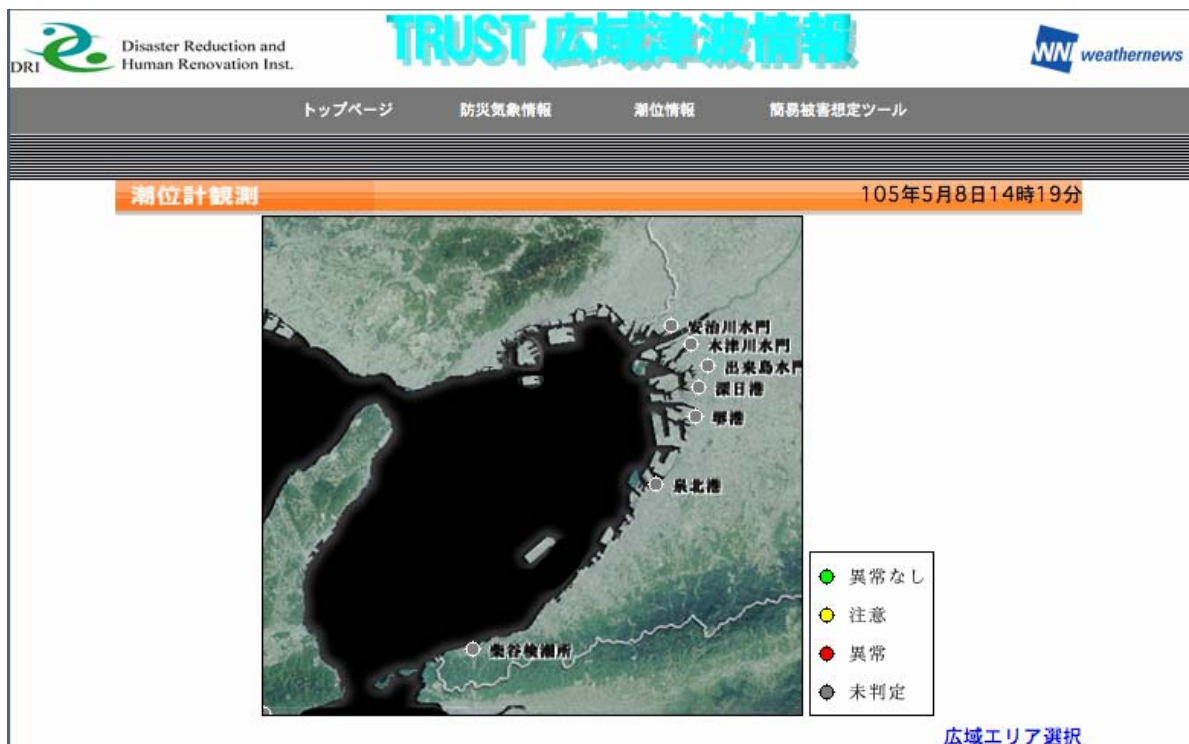 DRI
Disaster Reduction and
Human Renovation Inst.
TRUST 広域津波情報
WNI weathernews
トップページ 防災気象情報 潮位情報 簡易被害想定ツール
潮位計観測 105年5月8日14時19分
安治川水門
木津川水門
出来島水門
深日港
堺港
泉北港
柴谷検潮所
異常なし
注意
異常
未判定
広域エリア選択